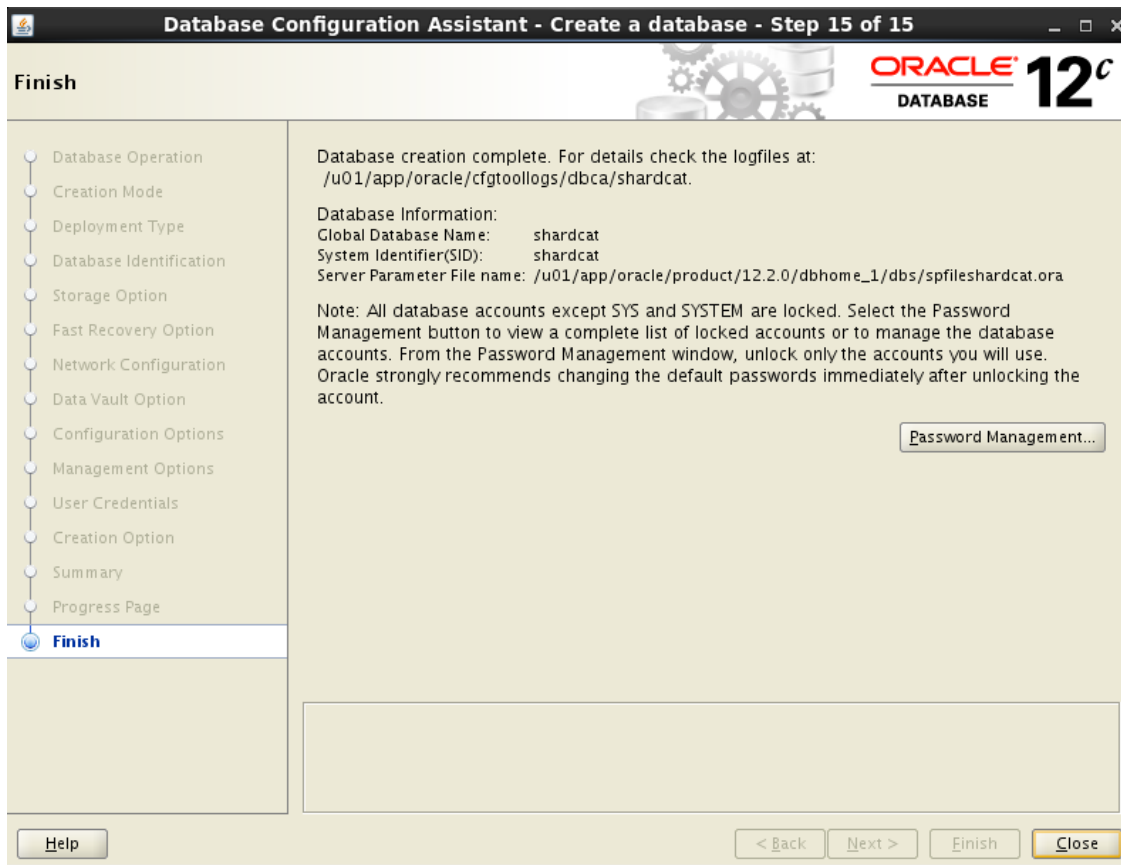 Database Configuration Assistant - Create a database - Step 15 of 15
Finish
ORACLE
DATABASE
12c
Database Operation
Creation Mode
Deployment Type
Database Identification
Storage Option
Fast Recovery Option
Network Configuration
Data Vault Option
Configuration Options
Management Options
User Credentials
Creation Option
Summary
Progress Page
Finish
Database creation complete. For details check the logfiles at:
/u01/app/oracle/cfgtoollogs/dbca/shardcat.
Database Information:
Global Database Name: shardcat
System Identifier(SID): shardcat
Server Parameter File name: /u01/app/oracle/product/12.2.0/dbhome_1/dbs/spfileshardcat.ora
Note: All database accounts except SYS and SYSTEM are locked. Select the Password
Management button to view a complete list of locked accounts or to manage the database
accounts. From the Password Management window, unlock only the accounts you will use.
Oracle strongly recommends changing the default passwords immediately after unlocking the
account.
Password Management...
Help
< Back
Next >
Finish
Close